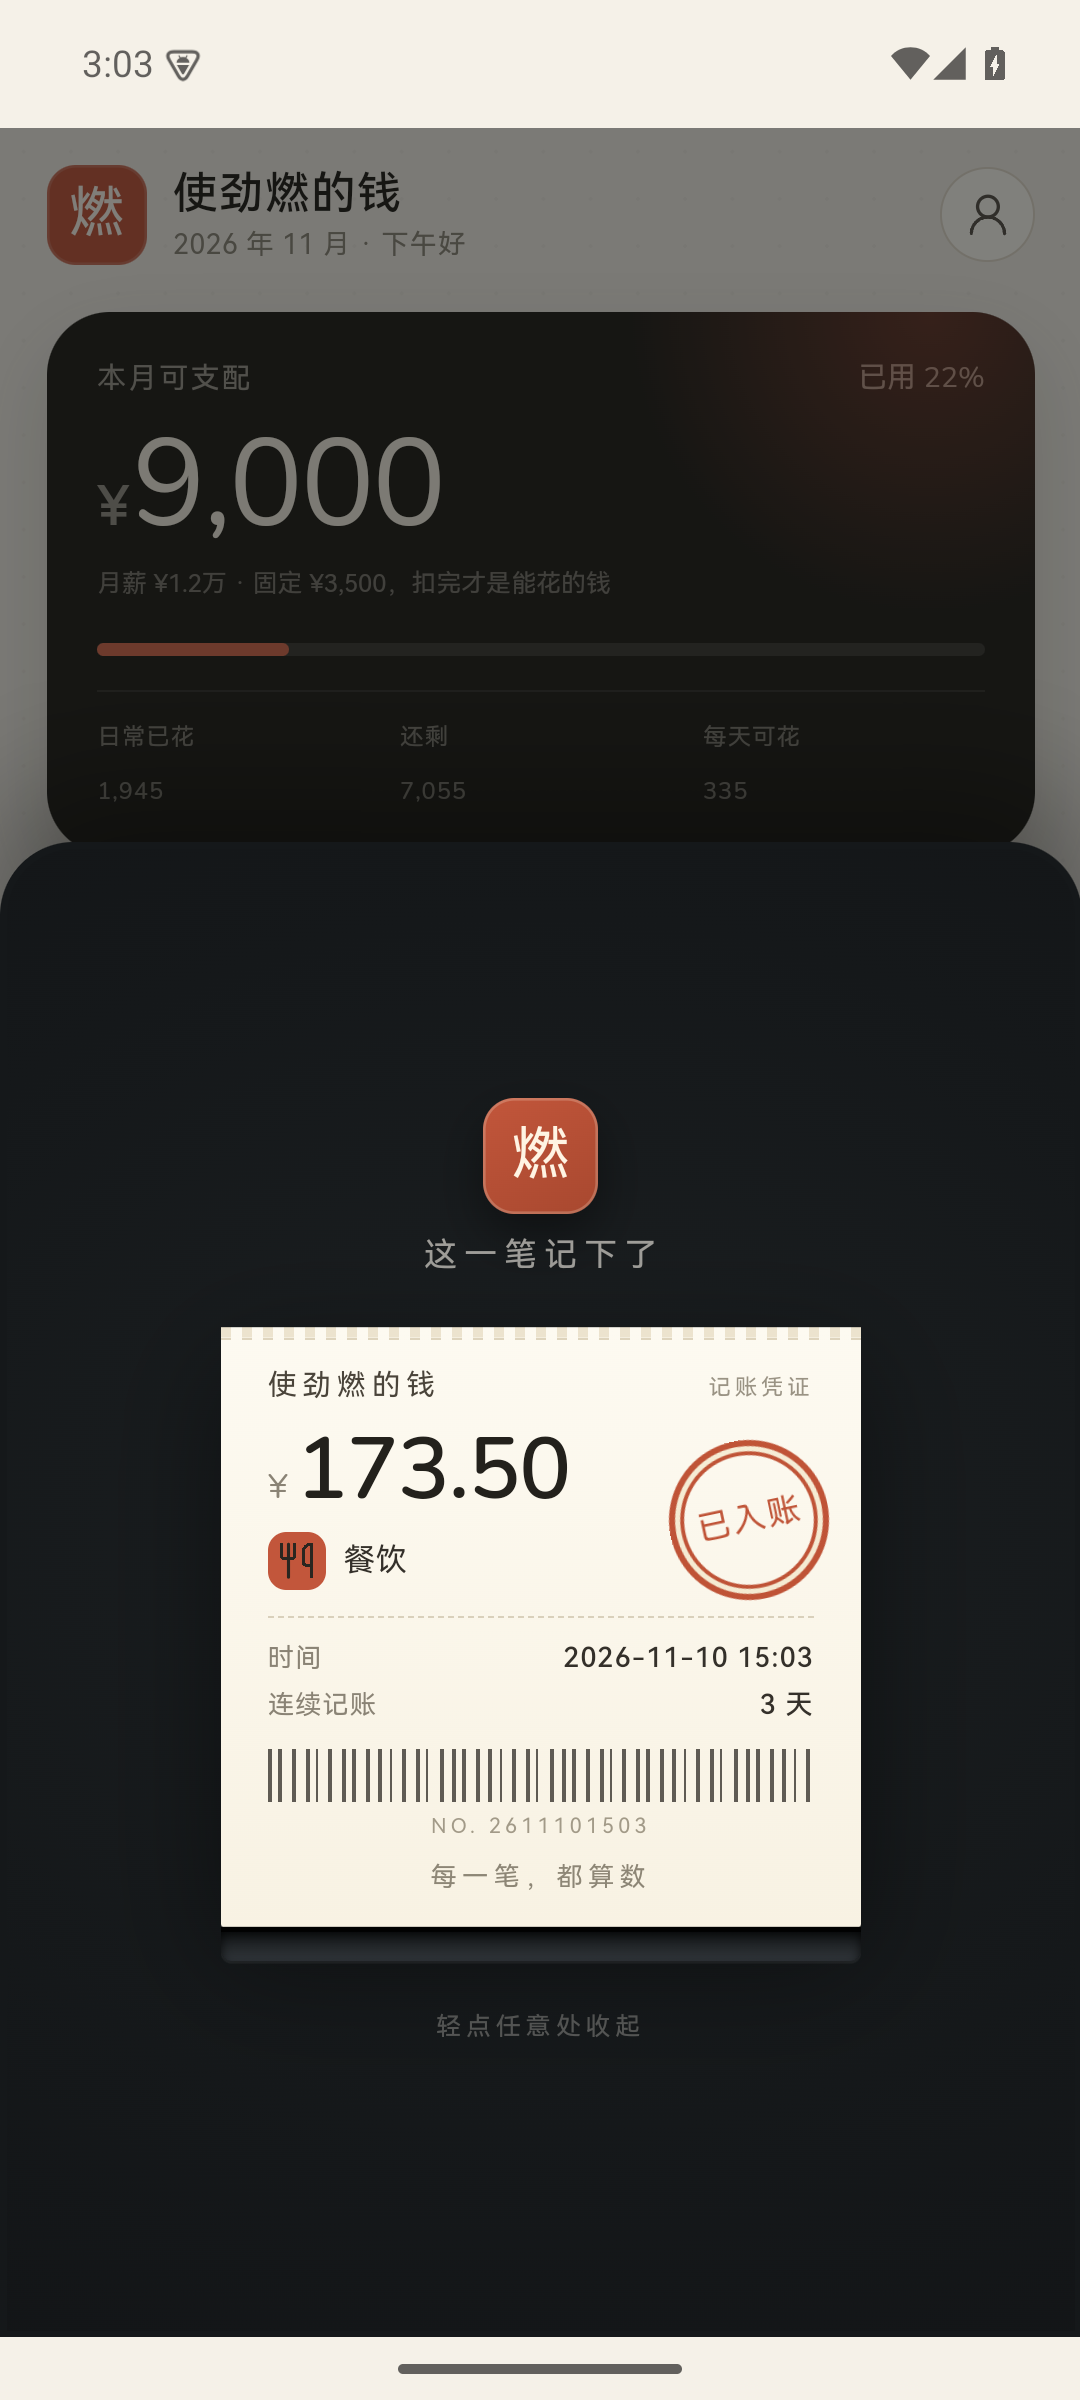 3:03
燃
使劲燃的钱
2026 年 11 月 · 下午好
本月可支配
已用 22%
¥9,000
月薪 ¥1.2万 · 固定 ¥3,500，扣完才是能花的钱
日常已花 还剩 每天可花
1,945 7,055 335
燃
这一笔记下了
使劲燃的钱 记账凭证
¥ 173.50
已入账
餐饮
时间 2026-11-10 15:03
连续记账 3 天
NO. 2611101503
每一笔，都算数
轻点任意处收起